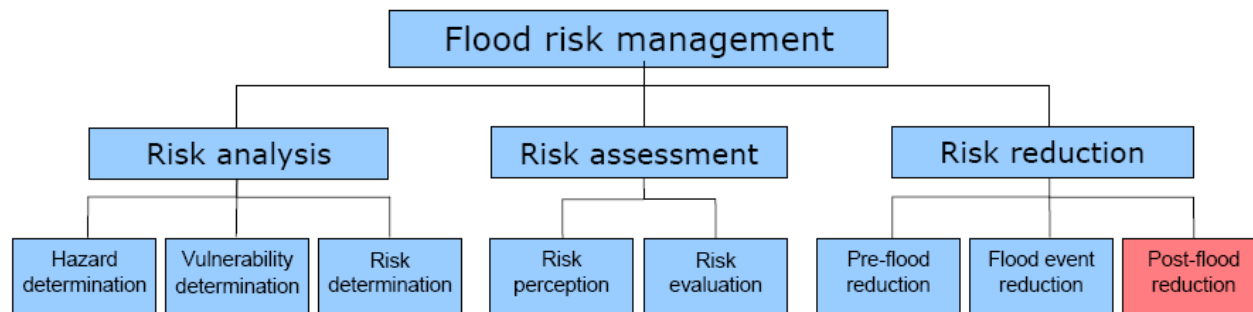 Flood risk management
Risk analysis
Risk assessment
Risk reduction
Hazard
determination
Vulnerability
determination
Risk
determination
Risk
perception
Risk
evaluation
Pre-flood
reduction
Flood event
reduction
Post-flood
reduction